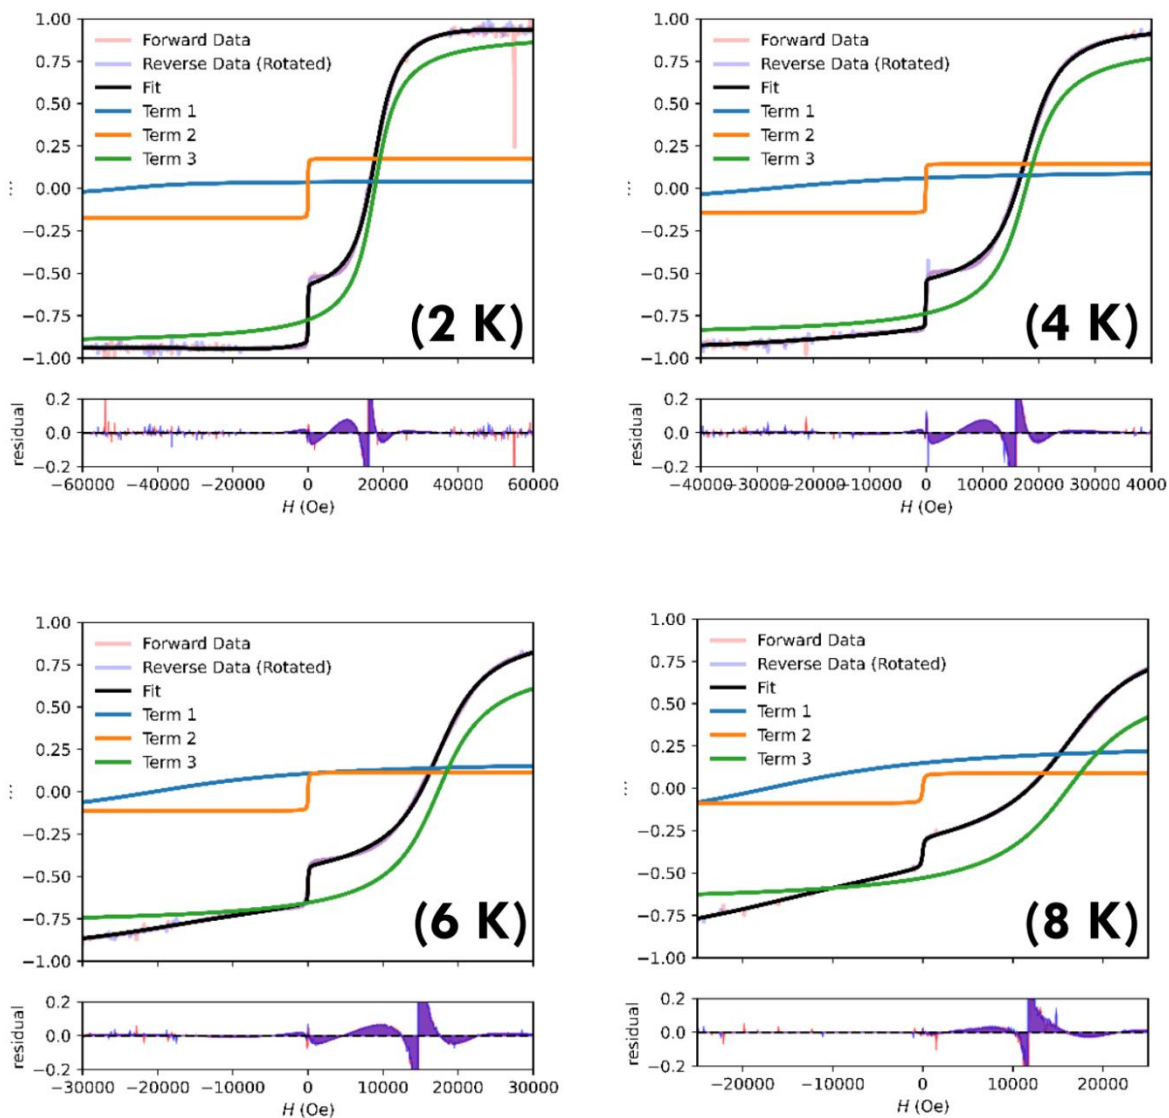 1.00
0.75
0.50
0.25
0.00
−0.25
−0.50
−0.75
−1.00
...
Forward Data
Reverse Data (Rotated)
Fit
Term 1
Term 2
Term 3
(2 K)
0.2
0.0
−0.2
residual
−60000 −40000 −20000 0 20000 40000 60000
H (Oe)
1.00
0.75
0.50
0.25
0.00
−0.25
−0.50
−0.75
−1.00
...
Forward Data
Reverse Data (Rotated)
Fit
Term 1
Term 2
Term 3
(4 K)
0.2
0.0
−0.2
residual
−40000−30000−20000−10000 0 10000 20000 30000 4000
H (Oe)
1.00
0.75
0.50
0.25
0.00
−0.25
−0.50
−0.75
−1.00
...
Forward Data
Reverse Data (Rotated)
Fit
Term 1
Term 2
Term 3
(6 K)
0.2
0.0
−0.2
residual
−30000 −20000 −10000 0 10000 20000 30000
H (Oe)
1.00
0.75
0.50
0.25
0.00
−0.25
−0.50
−0.75
−1.00
...
Forward Data
Reverse Data (Rotated)
Fit
Term 1
Term 2
Term 3
(8 K)
0.2
0.0
−0.2
residual
−20000 −10000 0 10000 20000
H (Oe)